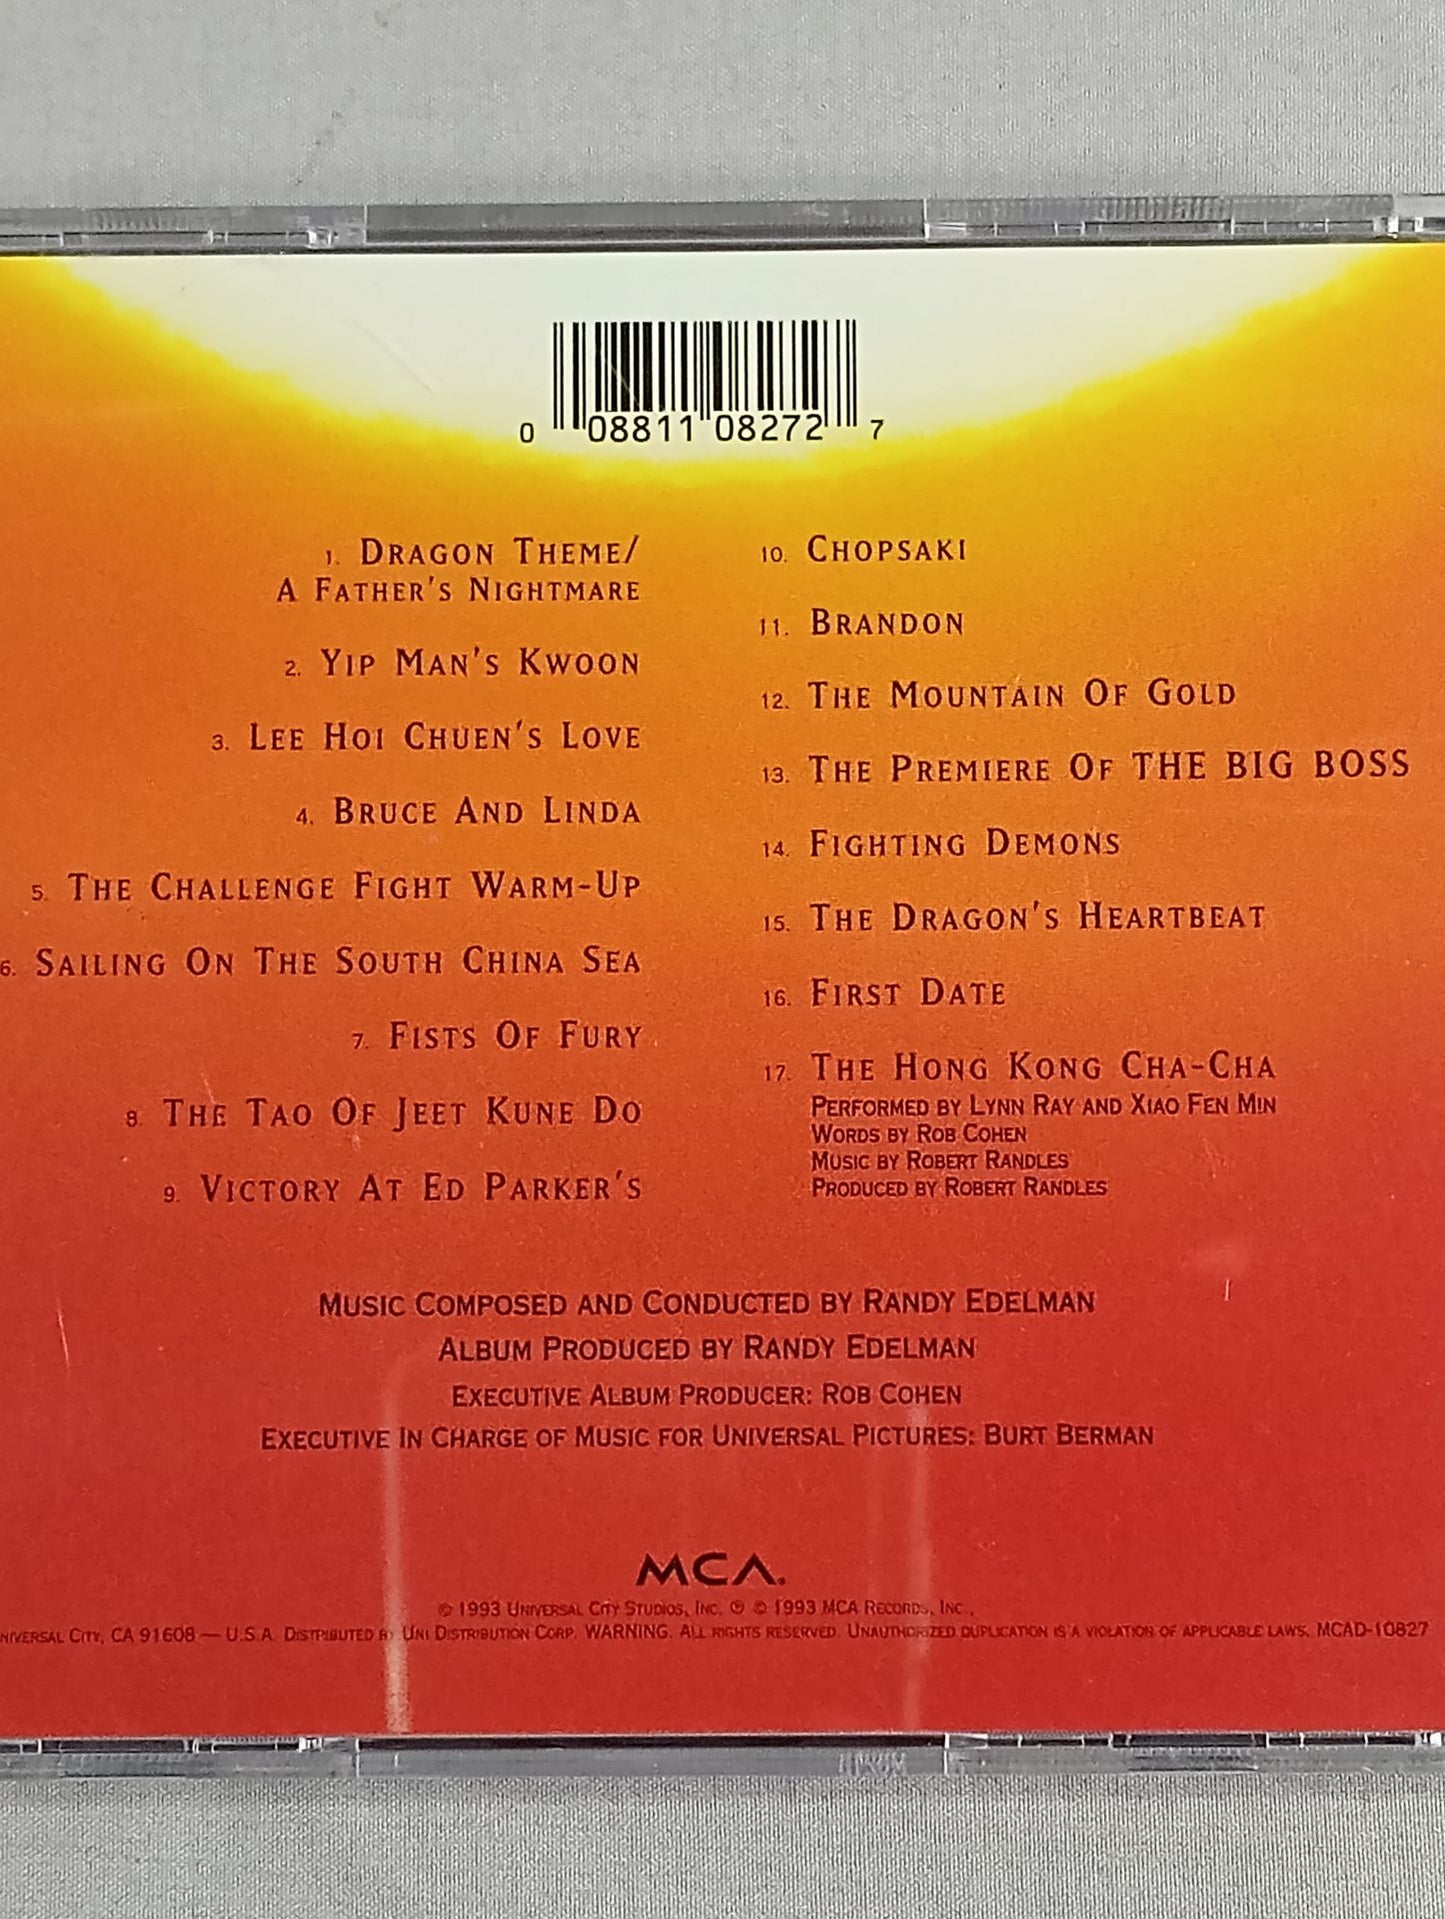 0 08811 08272 7
1. DRAGON THEME/
A FATHER'S NIGHTMARE
2. YIP MAN'S KWOON
3. LEE HOI CHUEN'S LOVE
4. BRUCE AND LINDA
5. THE CHALLENGE FIGHT WARM-UP
6. SAILING ON THE SOUTH CHINA SEA
7. FISTS OF FURY
8. THE TAO OF JEET KUNE DO
9. VICTORY AT ED PARKER'S
10. CHOPSAKI
11. BRANDON
12. THE MOUNTAIN OF GOLD
13. THE PREMIERE OF THE BIG BOSS
14. FIGHTING DEMONS
15. THE DRAGON'S HEARTBEAT
16. FIRST DATE
17. THE HONG KONG CHA-CHA
PERFORMED BY LYNN RAY AND XIAO FEN MIN
WORDS BY ROB COHEN
MUSIC BY ROBERT RANDLES
PRODUCED BY ROBERT RANDLES
MUSIC COMPOSED AND CONDUCTED BY RANDY EDELMAN
ALBUM PRODUCED BY RANDY EDELMAN
EXECUTIVE ALBUM PRODUCER: ROB COHEN
EXECUTIVE IN CHARGE OF MUSIC FOR UNIVERSAL PICTURES: BURT BERMAN
MCA.
© 1993 UNIVERSAL CITY STUDIOS, INC. ℗ © 1993 MCA RECORDS, INC.,
NIVERSAL CITY, CA 91608 — U.S.A. DISTRIBUTED BY UNI DISTRIBUTION CORP. WARNING. ALL RIGHTS RESERVED. UNAUTHORIZED DUPLICATION IS A VIOLATION OF APPLICABLE LAWS. MCAD-10827